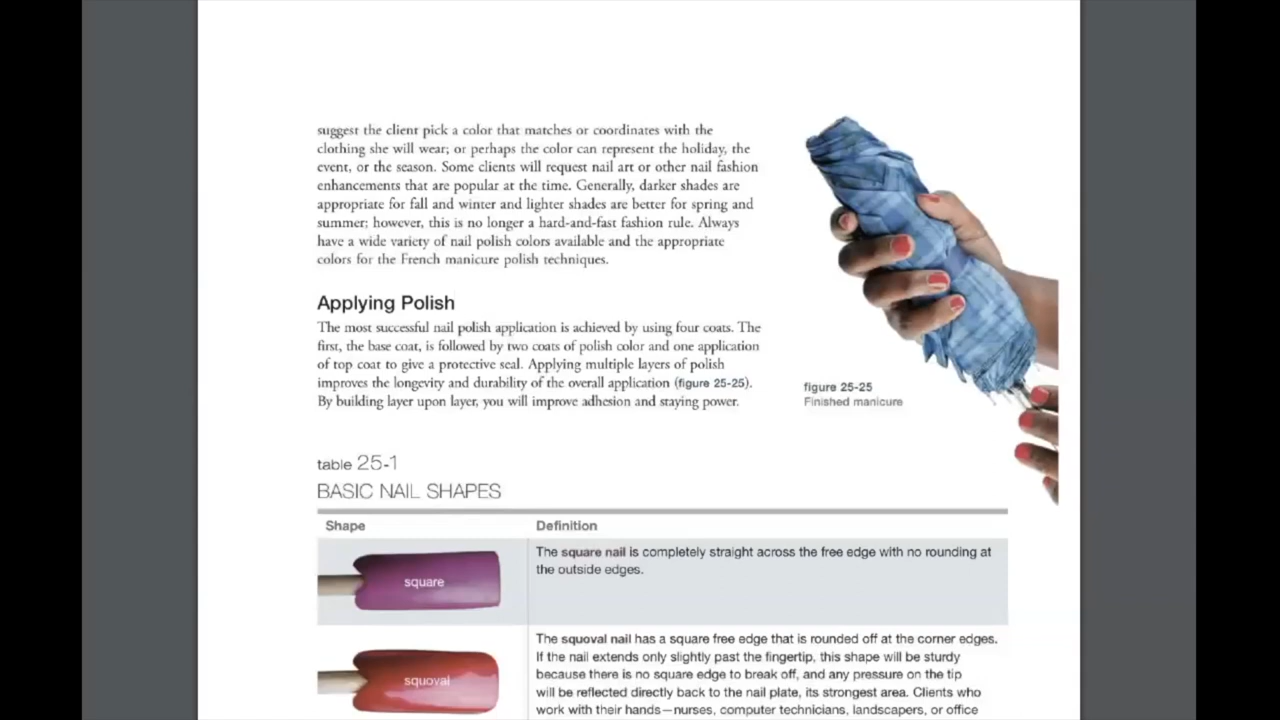 suggest the client pick a color that matches or coordinates with the
clothing she will wear; or perhaps the color can represent the holiday, the
event, or the season. Some clients will request nail art or other nail fashion
enhancements that are popular at the time. Generally, darker shades are
appropriate for fall and winter and lighter shades are better for spring and
summer; however, this is no longer a hard-and-fast fashion rule. Always
have a wide variety of nail polish colors available and the appropriate
colors for the French manicure polish techniques.
Applying Polish
The most successful nail polish application is achieved by using four coats. The
first, the base coat, is followed by two coats of polish color and one application
of top coat to give a protective seal. Applying multiple layers of polish
improves the longevity and durability of the overall application (figure 25-25).
By building layer upon layer, you will improve adhesion and staying power.
figure 25-25
Finished manicure
table 25-1
BASIC NAIL SHAPES
Shape Definition
square
The square nail is completely straight across the free edge with no rounding at
the outside edges.
squoval
The squoval nail has a square free edge that is rounded off at the corner edges.
If the nail extends only slightly past the fingertip, this shape will be sturdy
because there is no square edge to break off, and any pressure on the tip
will be reflected directly back to the nail plate, its strongest area. Clients who
work with their hands—nurses, computer technicians, landscapers, or office